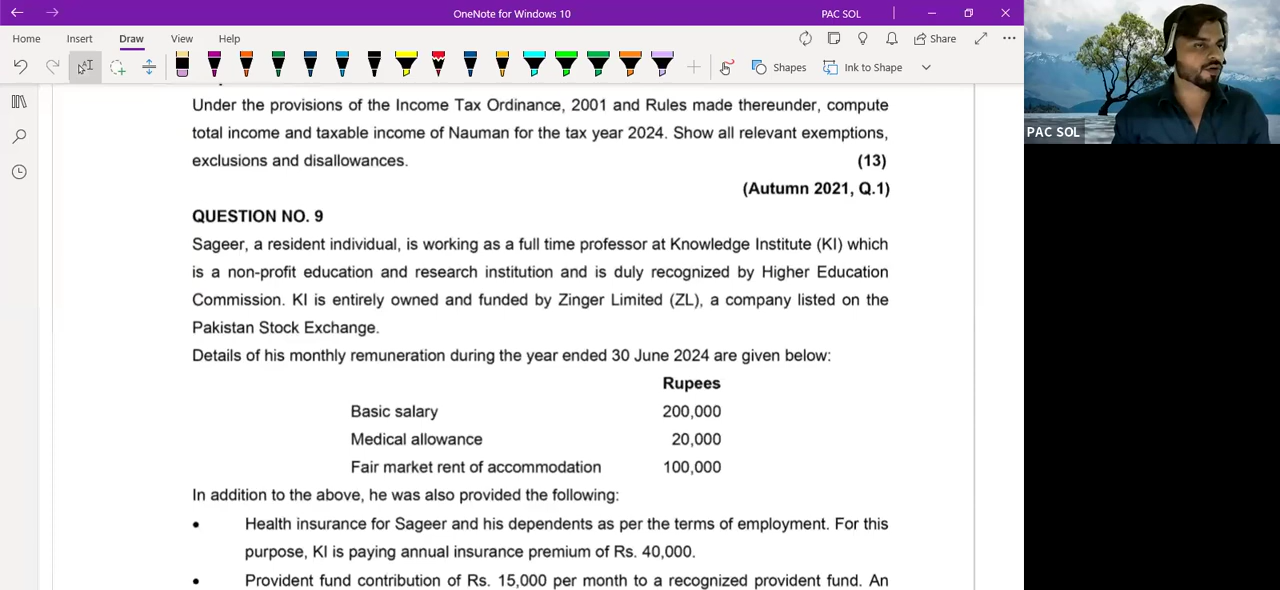 OneNote for Windows 10
PAC SOL
Home Insert Draw View Help
Share
Shapes
Ink to Shape
Under the provisions of the Income Tax Ordinance, 2001 and Rules made thereunder, compute
total income and taxable income of Nauman for the tax year 2024. Show all relevant exemptions,
exclusions and disallowances. (13)
(Autumn 2021, Q.1)
QUESTION NO. 9
Sageer, a resident individual, is working as a full time professor at Knowledge Institute (KI) which
is a non-profit education and research institution and is duly recognized by Higher Education
Commission. KI is entirely owned and funded by Zinger Limited (ZL), a company listed on the
Pakistan Stock Exchange.
Details of his monthly remuneration during the year ended 30 June 2024 are given below:
Rupees
Basic salary 200,000
Medical allowance 20,000
Fair market rent of accommodation 100,000
In addition to the above, he was also provided the following:
• Health insurance for Sageer and his dependents as per the terms of employment. For this
purpose, KI is paying annual insurance premium of Rs. 40,000.
• Provident fund contribution of Rs. 15,000 per month to a recognized provident fund. An
PAC SOL